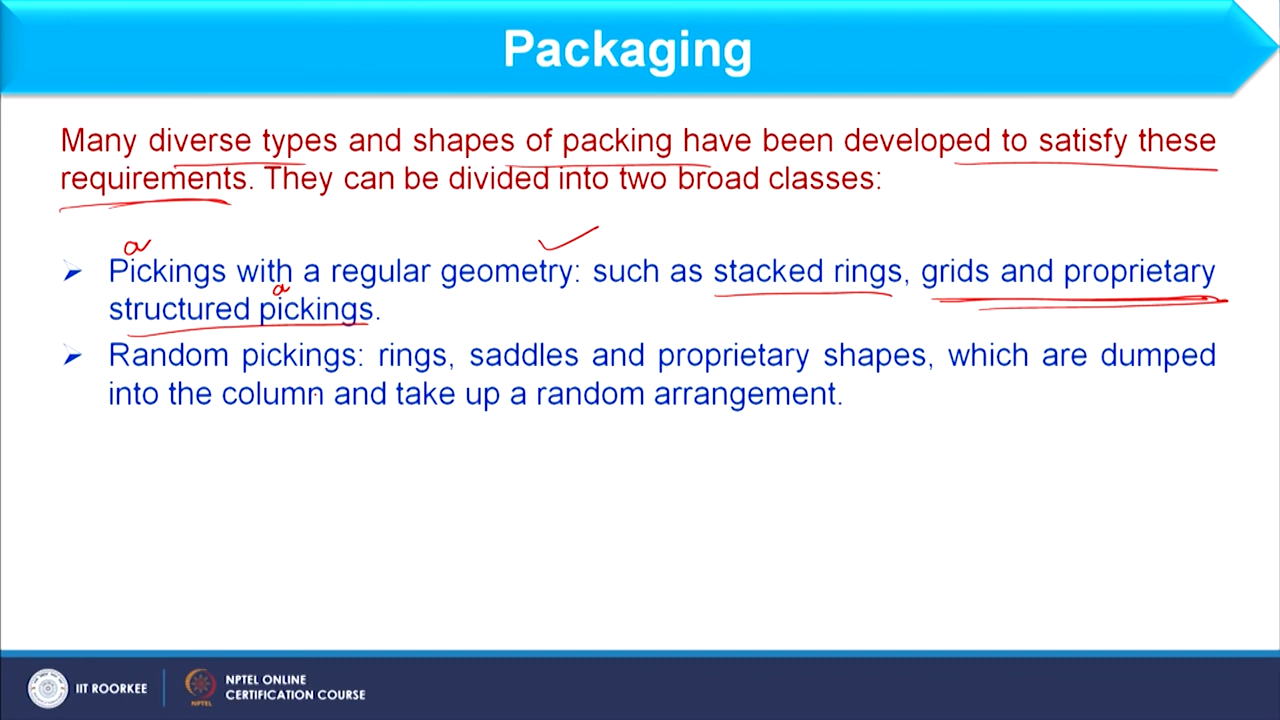 Packaging
Many diverse types and shapes of packing have been developed to satisfy these
requirements. They can be divided into two broad classes:
a
Pickings with a regular geometry: such as stacked rings, grids and proprietary
a
structured pickings.
Random pickings: rings, saddles and proprietary shapes, which are dumped
into the column and take up a random arrangement.
IIT ROORKEE
NPTEL
NPTEL ONLINE
CERTIFICATION COURSE